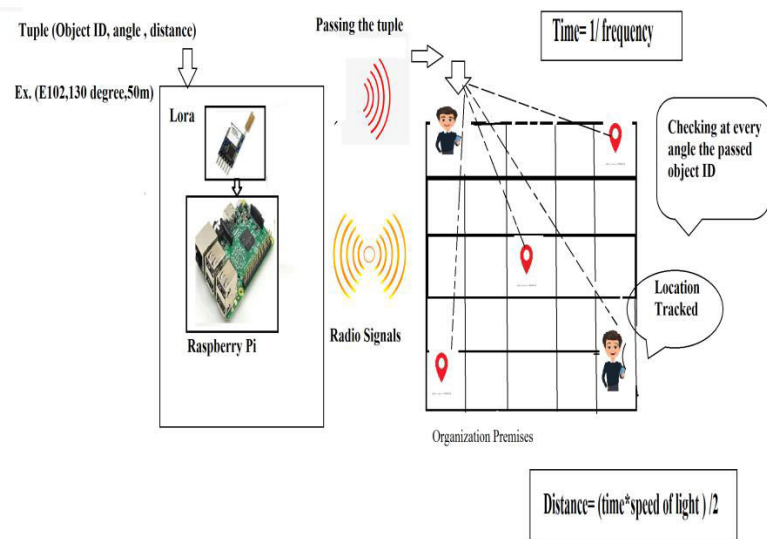 Tuple (Object ID, angle , distance)
Passing the tuple
Time= 1/ frequency
Ex. (E102,130 degree,50m)
Lora
Checking at every
angle the passed
object ID
Location
Tracked
Raspberry Pi
Radio Signals
Organization Premises
Distance= (time*speed of light ) /2